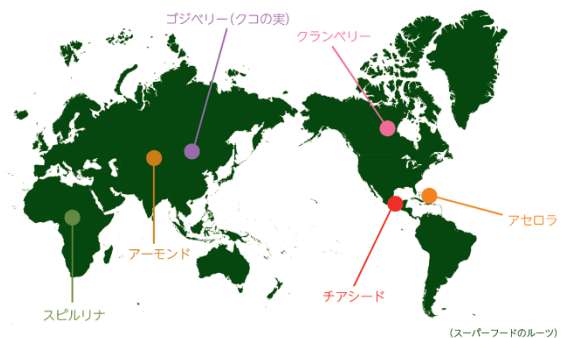 ゴジベリー（クコの実）
クランベリー
アセロラ
アーモンド
チアシード
スピルリナ
（スーパーフードのルーツ）